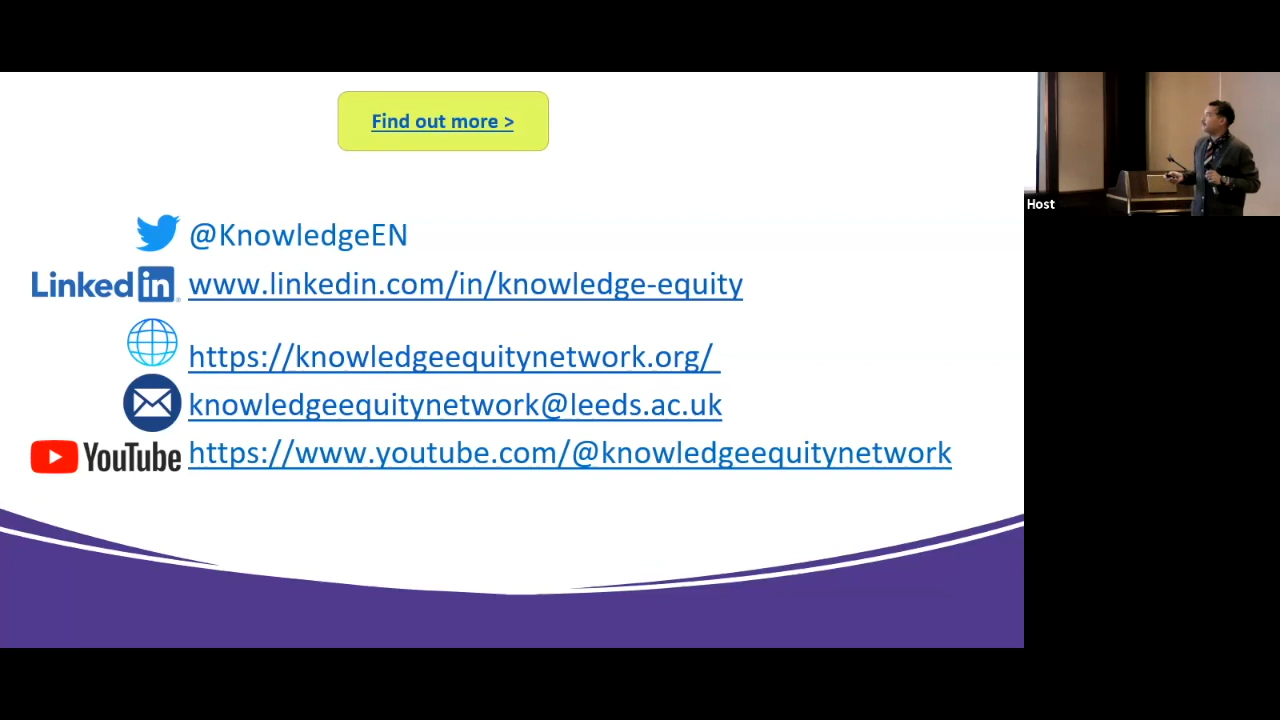 Find out more >
@KnowledgeEN
LinkedIn www.linkedin.com/in/knowledge-equity
https://knowledgeequitynetwork.org/
knowledgeequitynetwork@leeds.ac.uk
YouTube https://www.youtube.com/@knowledgeequitynetwork
Host